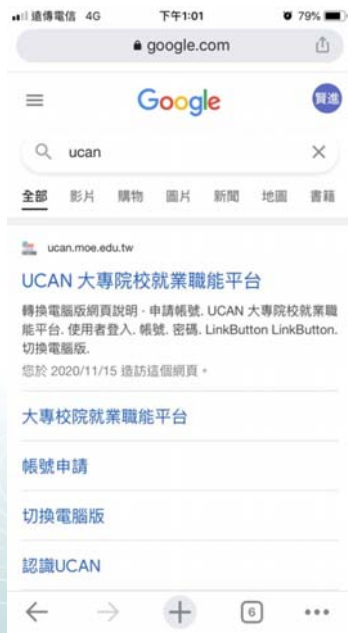 遠傳電信 4G 下午1:01 79%
google.com
Google
賢進
ucan
全部 影片 購物 圖片 新聞 地圖 書籍
ucan.moe.edu.tw
UCAN 大專院校就業職能平台
轉換電腦版網頁說明 · 申請帳號. UCAN 大專院校就業職
能平台. 使用者登入. 帳號. 密碼. LinkButton LinkButton.
切換電腦版.
您於 2020/11/15 造訪這個網頁。
大專校院就業職能平台
帳號申請
切換電腦版
認識UCAN
6